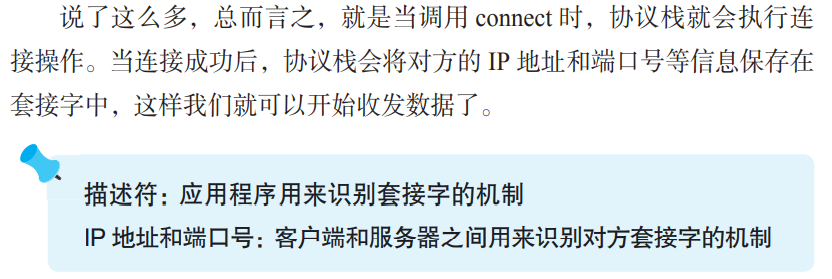 说了这么多，总而言之，就是当调用 connect 时，协议栈就会执行连
接操作。当连接成功后，协议栈会将对方的 IP 地址和端口号等信息保存在
套接字中，这样我们就可以开始收发数据了。
描述符：应用程序用来识别套接字的机制
IP 地址和端口号：客户端和服务器之间用来识别对方套接字的机制